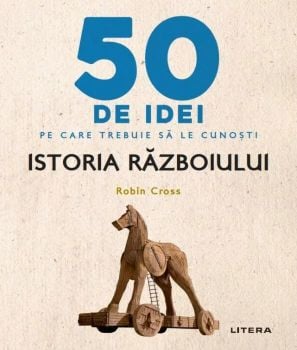 50
DE IDEI
PE CARE TREBUIE SĂ LE CUNOȘTI
ISTORIA RĂZBOIULUI
Robin Cross
LITERA